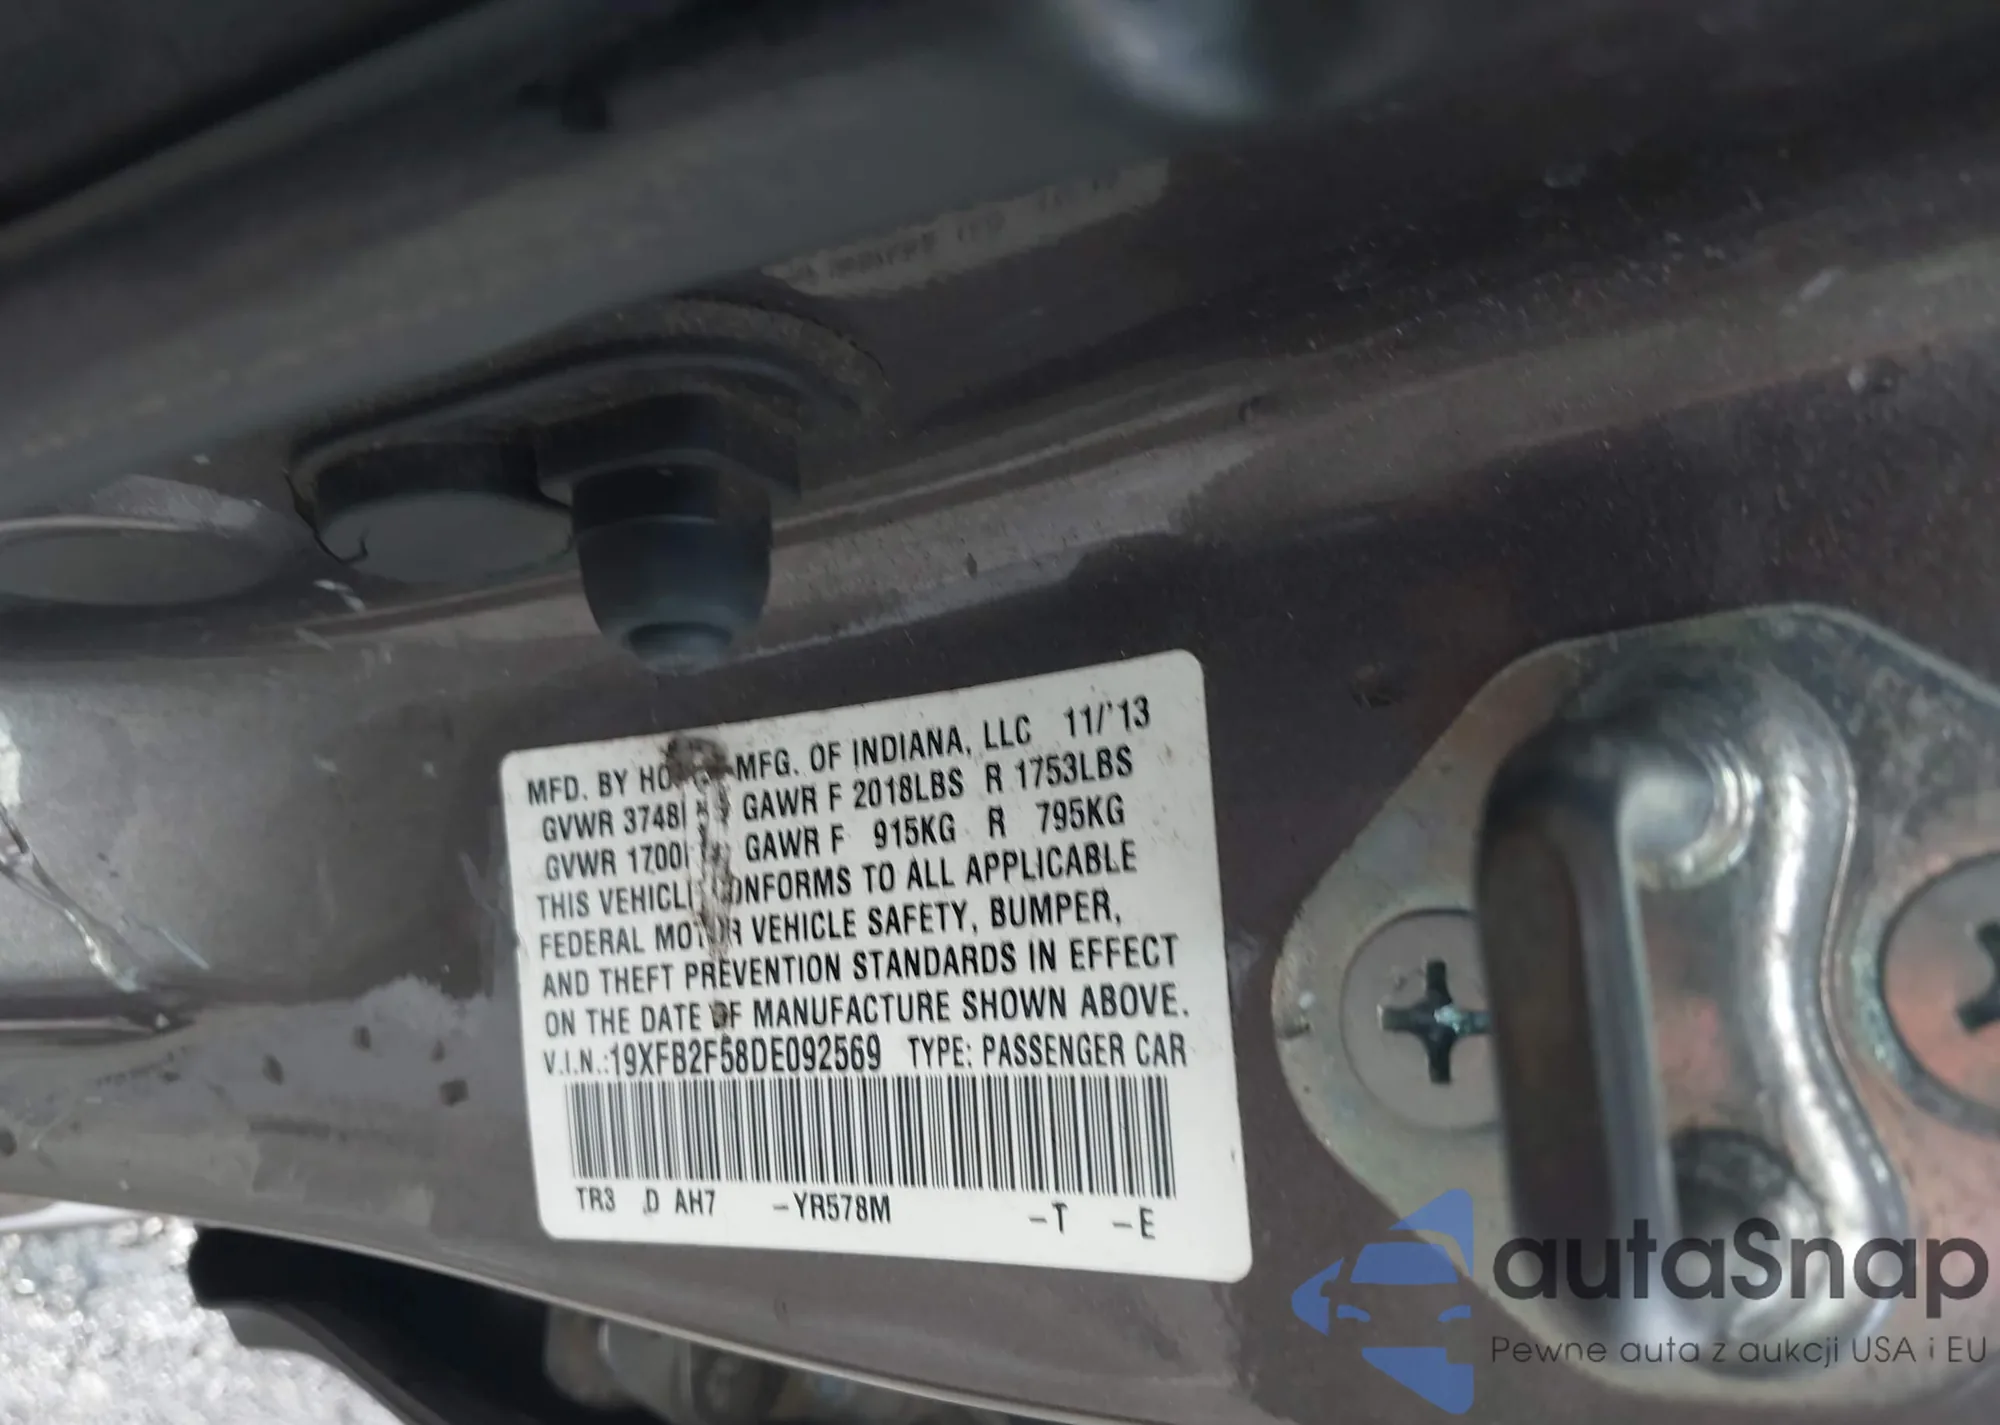 MFD. BY HO MFG. OF INDIANA, LLC 11/'13
GVWR 3748 GAWR F 2018LBS R 1753LBS
GVWR 1700 GAWR F 915KG R 795KG
THIS VEHICL CONFORMS TO ALL APPLICABLE
FEDERAL MOTOR VEHICLE SAFETY, BUMPER,
AND THEFT PREVENTION STANDARDS IN EFFECT
ON THE DATE OF MANUFACTURE SHOWN ABOVE.
V.I.N.:19XFB2F58DE092569 TYPE: PASSENGER CAR
TR3 D AH7 -YR578M -T -E
autaSnap
Pewne auta z aukcji USA i EU